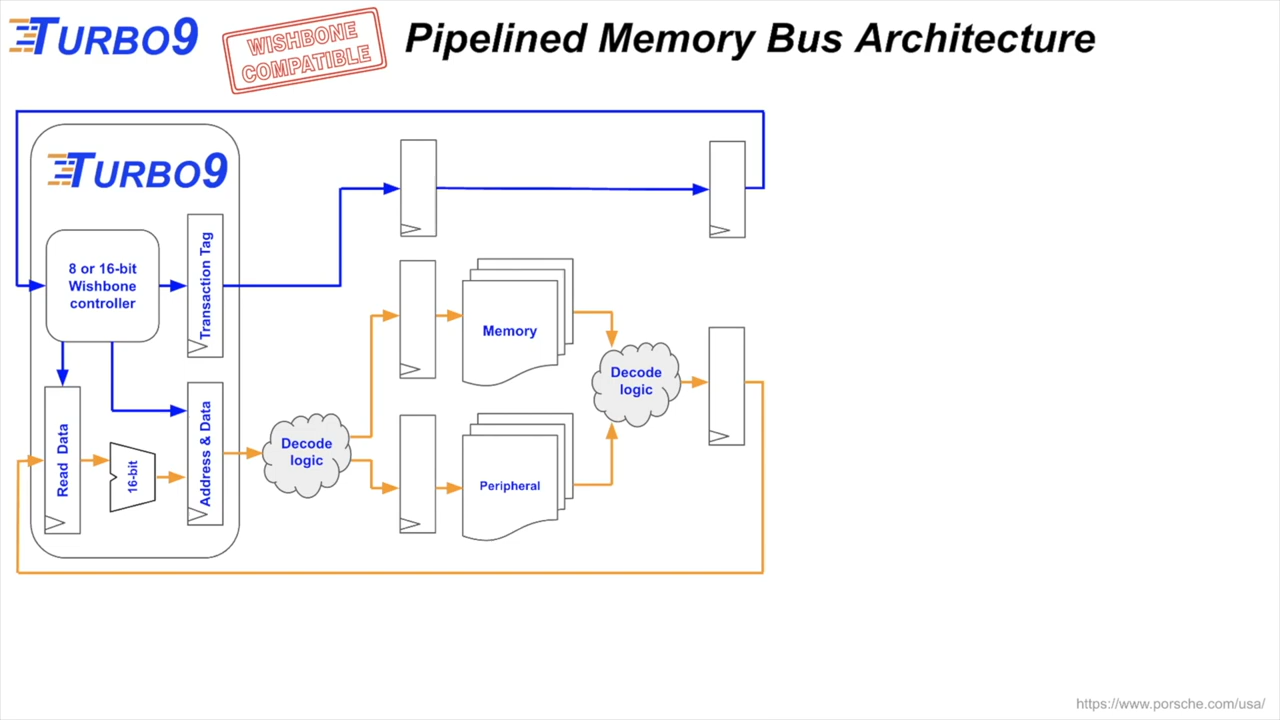 TURBO9
WISHBONE
COMPATIBLE
Pipelined Memory Bus Architecture
TURBO9
8 or 16-bit
Wishbone
controller
Transaction Tag
Memory
Decode
logic
Read Data
16-bit
Address & Data
Decode
logic
Peripheral
https://www.porsche.com/usa/